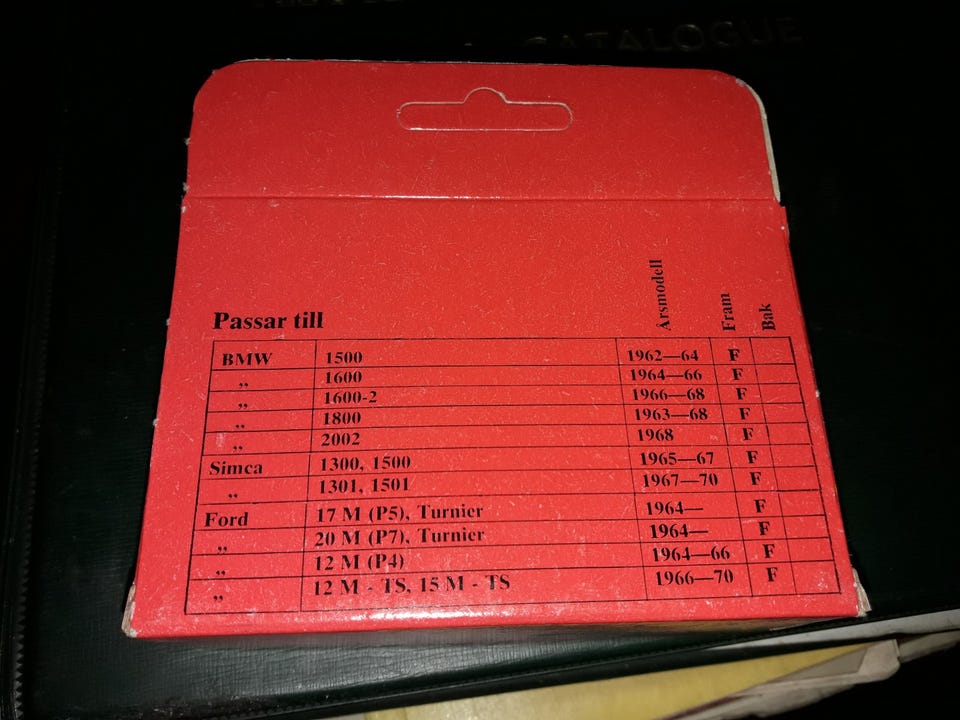 CATALOGUE
Årsmodell
Fram
Bak
Passar till
BMW 1500 1962—64 F
„ 1600 1964—66 F
„ 1600-2 1966—68 F
„ 1800 1963—68 F
„ 2002 1968 F
Simca 1300, 1500 1965—67 F
„ 1301, 1501 1967—70 F
Ford 17 M (P5), Turnier 1964— F
„ 20 M (P7), Turnier 1964— F
„ 12 M (P4) 1964—66 F
„ 12 M - TS, 15 M - TS 1966—70 F